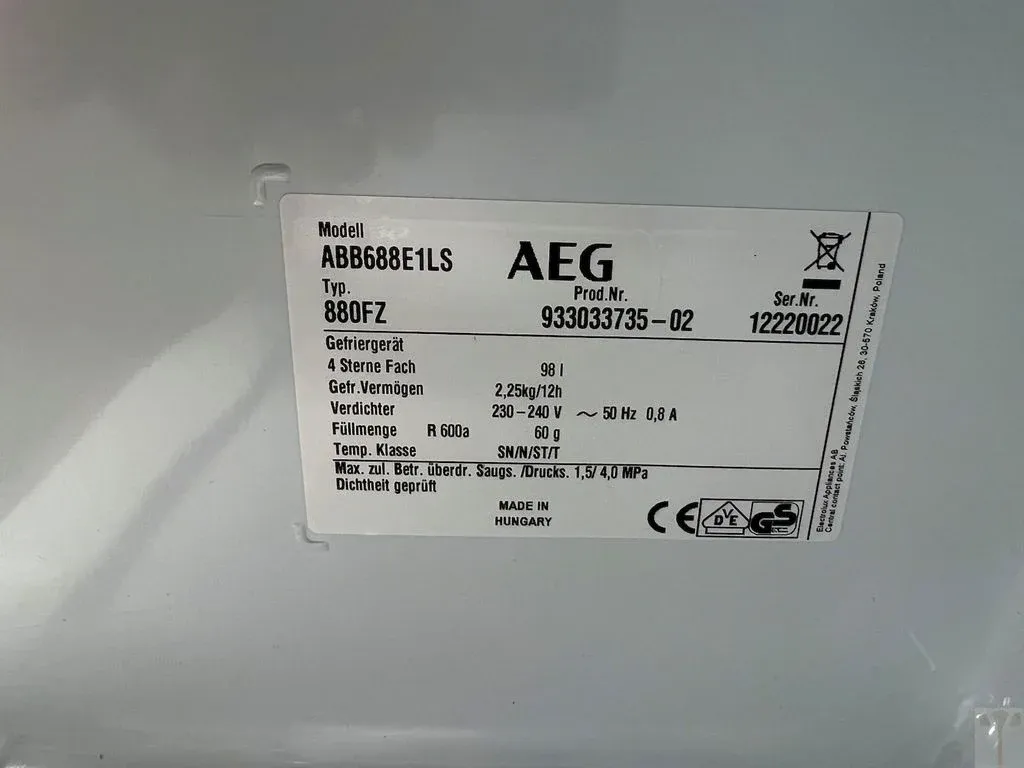 Modell
ABB688E1LS
AEG
Typ.
880FZ
Prod.Nr.
933033735-02
Ser.Nr.
12220022
Gefriergerät
4 Sterne Fach 98 l
Gefr.Vermögen 2,25kg/12h
Verdichter 230-240 V ~ 50 Hz 0,8 A
Füllmenge R 600a 60 g
Temp. Klasse SN/N/ST/T
Max. zul. Betr. überdr. Saugs. /Drucks. 1,5/ 4,0 MPa
Dichtheit geprüft
MADE IN
HUNGARY
CE
VDE
GS
Electrolux Appliances AB
Central contact point: Al. Powstańców, Śląskich 26, 30-570 Kraków, Poland